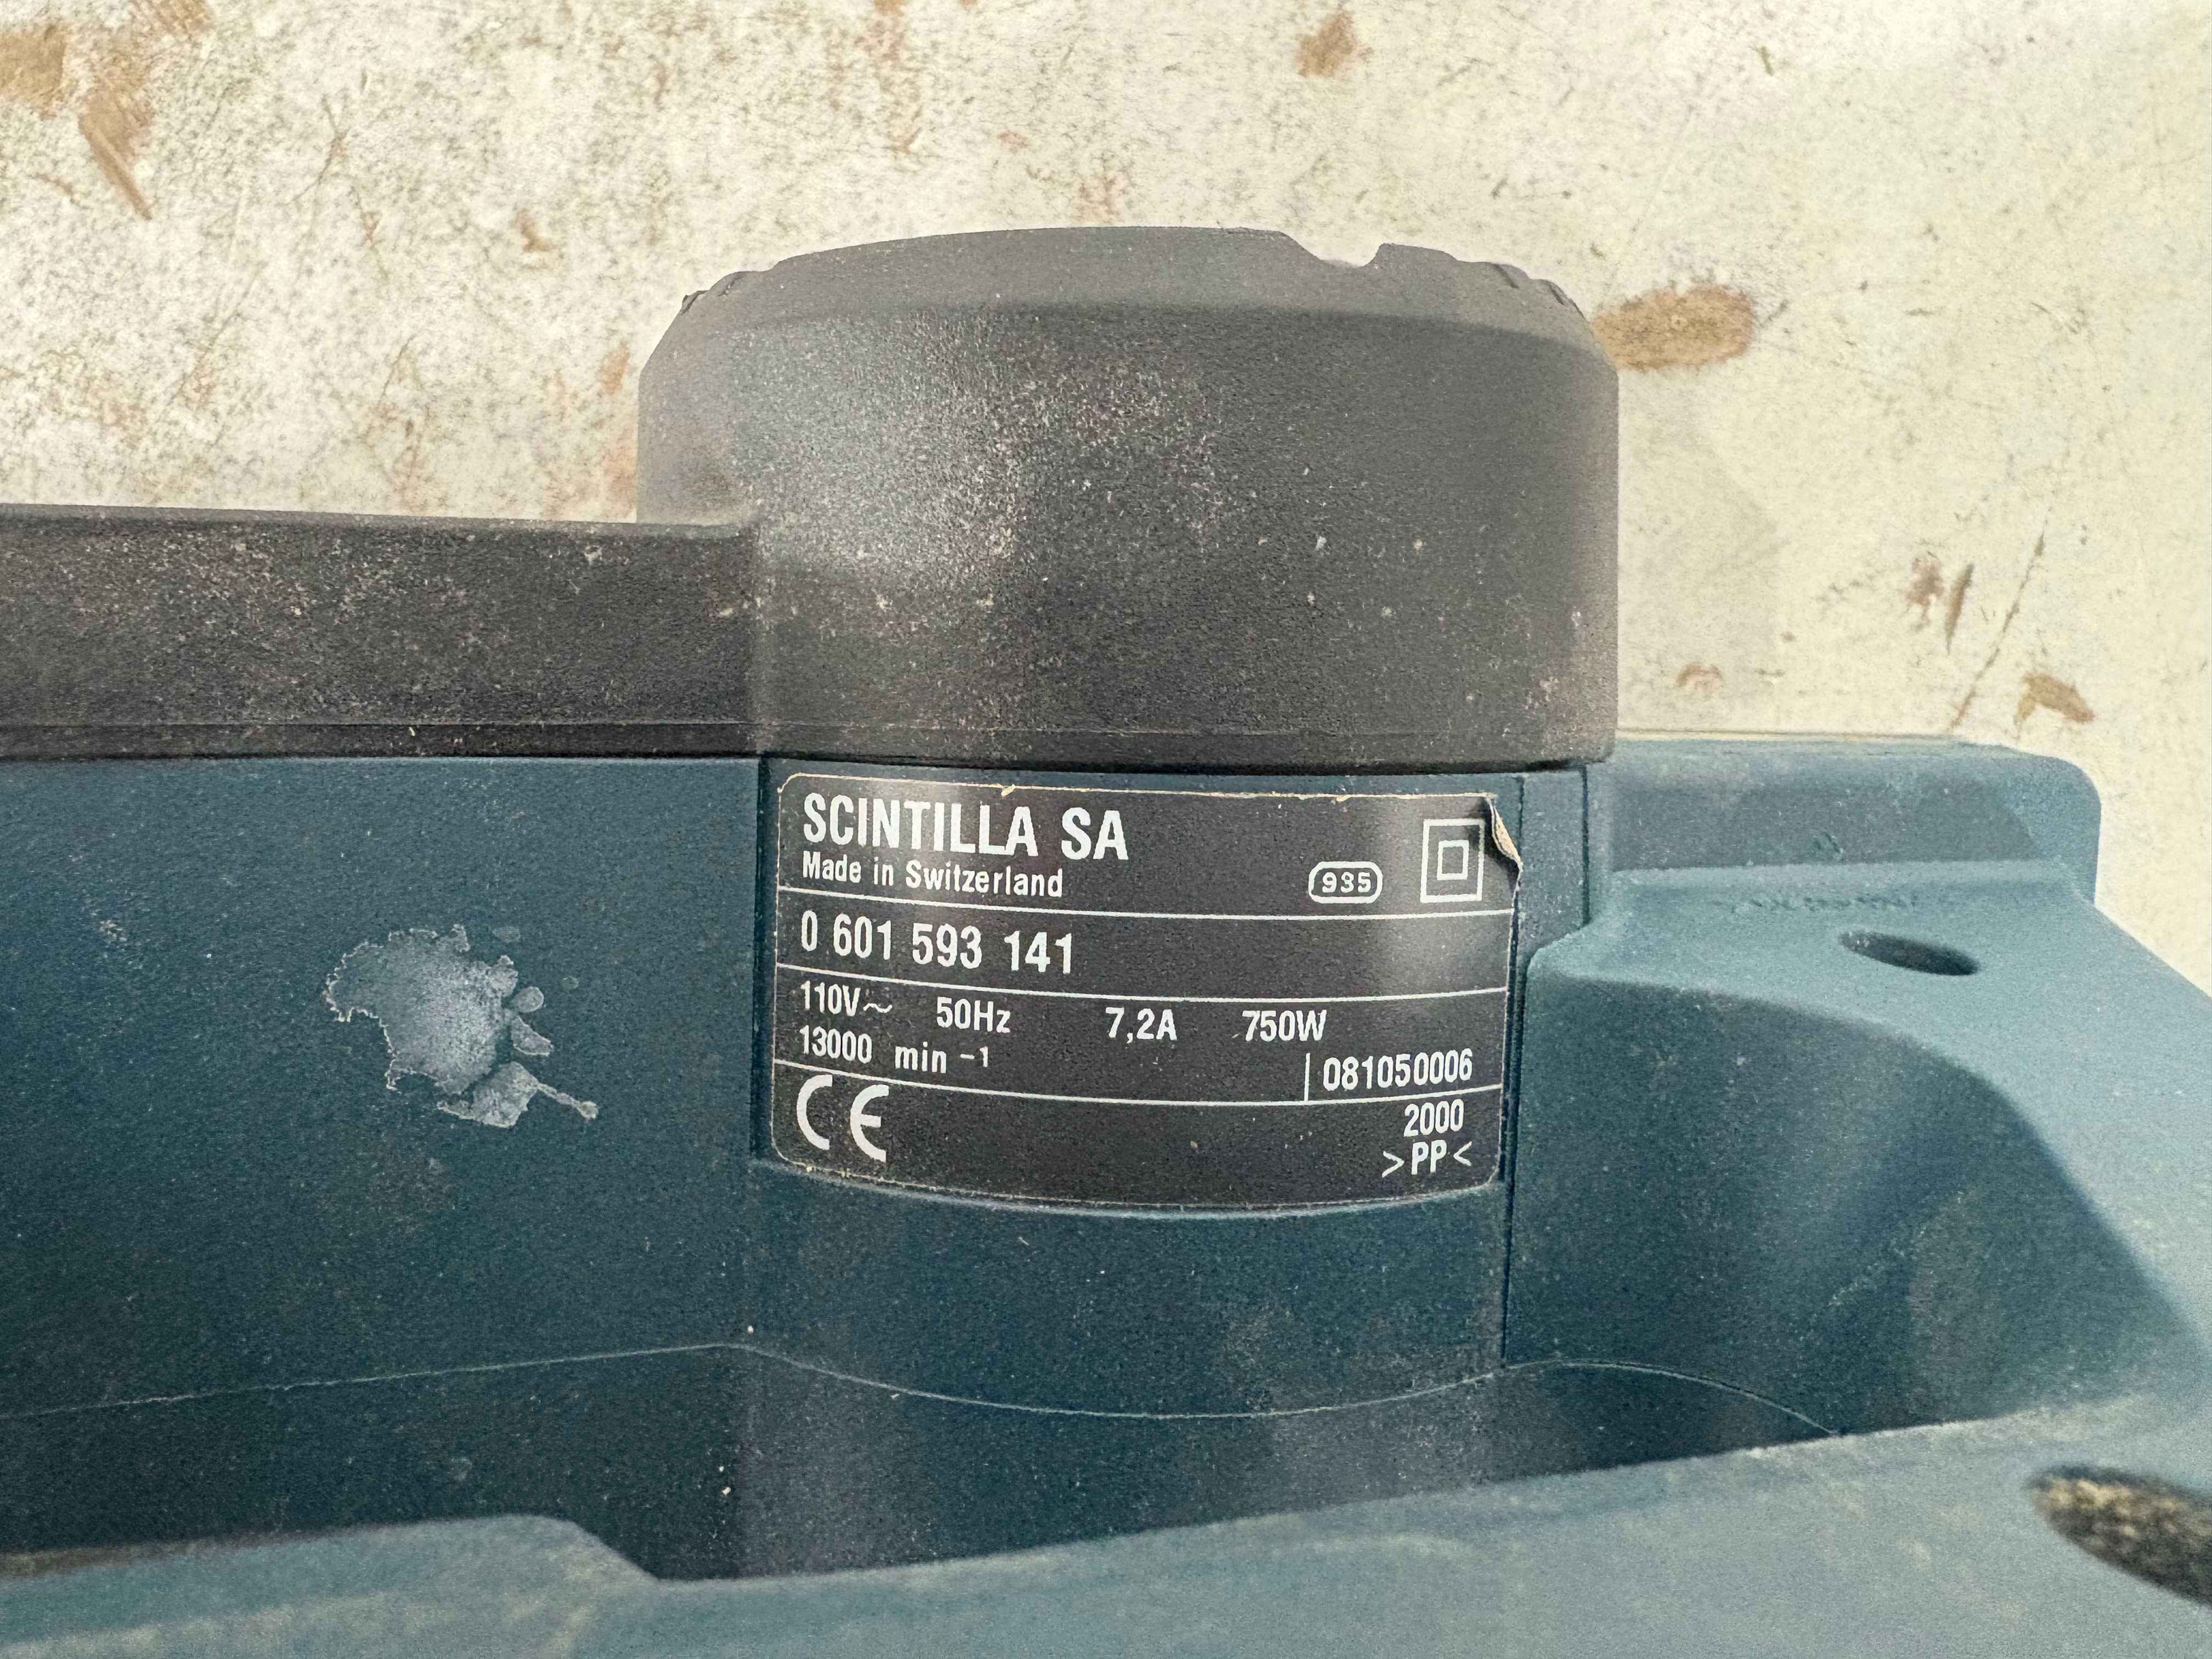 SCINTILLA SA
Made in Switzerland
935
0 601 593 141
110V~ 50Hz 7,2A 750W
13000 min -1
081050006
CE
2000
>PP<